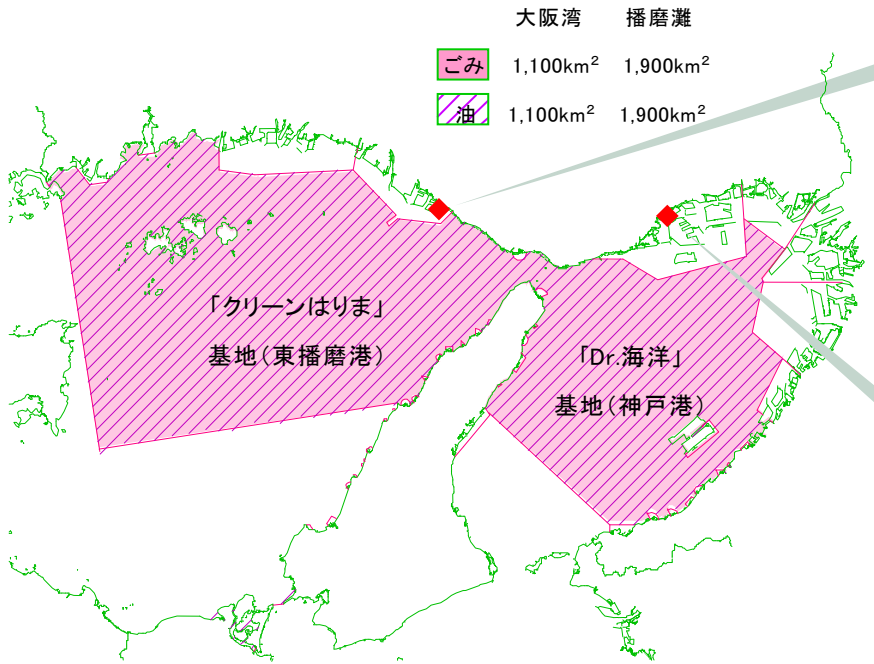 大阪湾 播磨灘
ごみ 1,100km² 1,900km²
油 1,100km² 1,900km²
「クリーンはりま」
基地(東播磨港)
「Dr.海洋」
基地(神戸港)